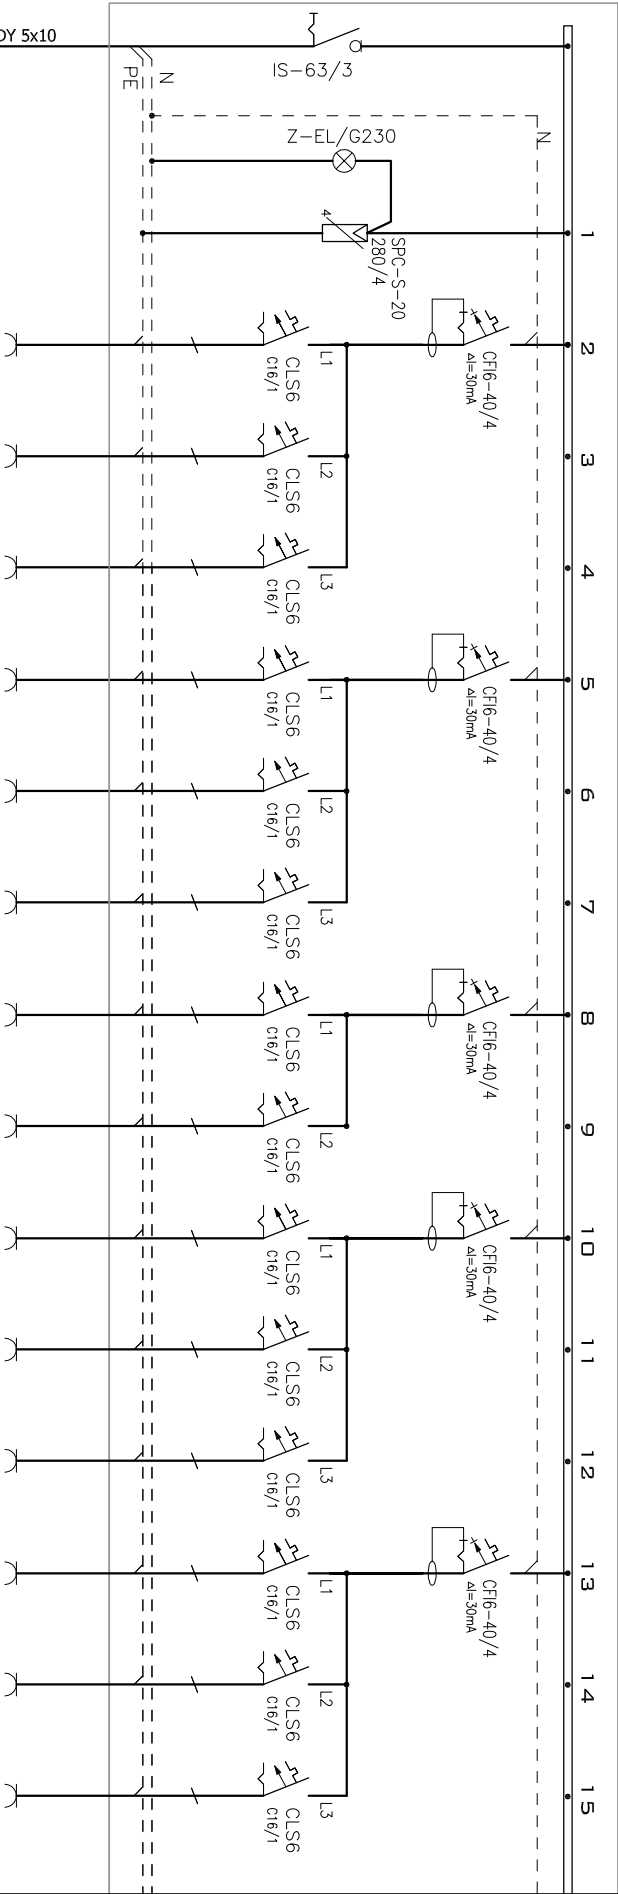 DY 5x10
IS-63/3
N
PE
N
Z-EL/G230
1
4
SPC-S-20
280/4
2
CFI6-40/4
ΔI=30mA
L1
CLS6
C16/1
3
L2
CLS6
C16/1
4
L3
CLS6
C16/1
5
CFI6-40/4
ΔI=30mA
L1
CLS6
C16/1
6
L2
CLS6
C16/1
7
L3
CLS6
C16/1
8
CFI6-40/4
ΔI=30mA
L1
CLS6
C16/1
9
L2
CLS6
C16/1
10
CFI6-40/4
ΔI=30mA
L1
CLS6
C16/1
11
L2
CLS6
C16/1
12
L3
CLS6
C16/1
13
CFI6-40/4
ΔI=30mA
L1
CLS6
C16/1
14
L2
CLS6
C16/1
15
L3
CLS6
C16/1